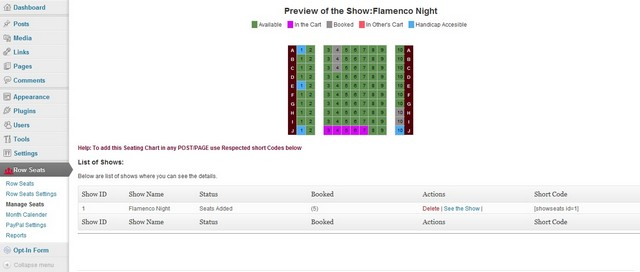 Dashboard
Posts
Media
Links
Pages
Comments
Appearance
Plugins
Users
Tools
Settings
Row Seats
Row Seats
Row Seats Settings
Manage Seats
Month Calender
PayPal Settings
Reports
Opt-In Form
Collapse menu
Preview of the Show:Flamenco Night
Available In the Cart Booked In Other's Cart Handicap Accesible
A 1 2 3 4 5 6 7 8 9 10 A
B 1 2 3 4 5 6 7 8 9 10 B
C 1 2 3 4 5 6 7 8 9 10 C
D 1 2 3 4 5 6 7 8 9 10 D
E 1 2 3 4 5 6 7 8 9 10 E
F 1 2 3 4 5 6 7 8 9 10 F
G 1 2 3 4 5 6 7 8 9 10 G
H 1 2 3 4 5 6 7 8 9 10 H
I 1 2 3 4 5 6 7 8 9 10 I
J 1 2 3 4 5 6 7 8 9 10 J
Help: To add this Seating Chart in any POST/PAGE use Respected short Codes below
List of Shows:
Below are list of shows where you can see the details.
Show ID Show Name Status Booked Actions Short Code
1 Flamenco Night Seats Added (5) Delete | See the Show | [showseats id=1]
Show ID Show Name Status Booked Actions Short Code